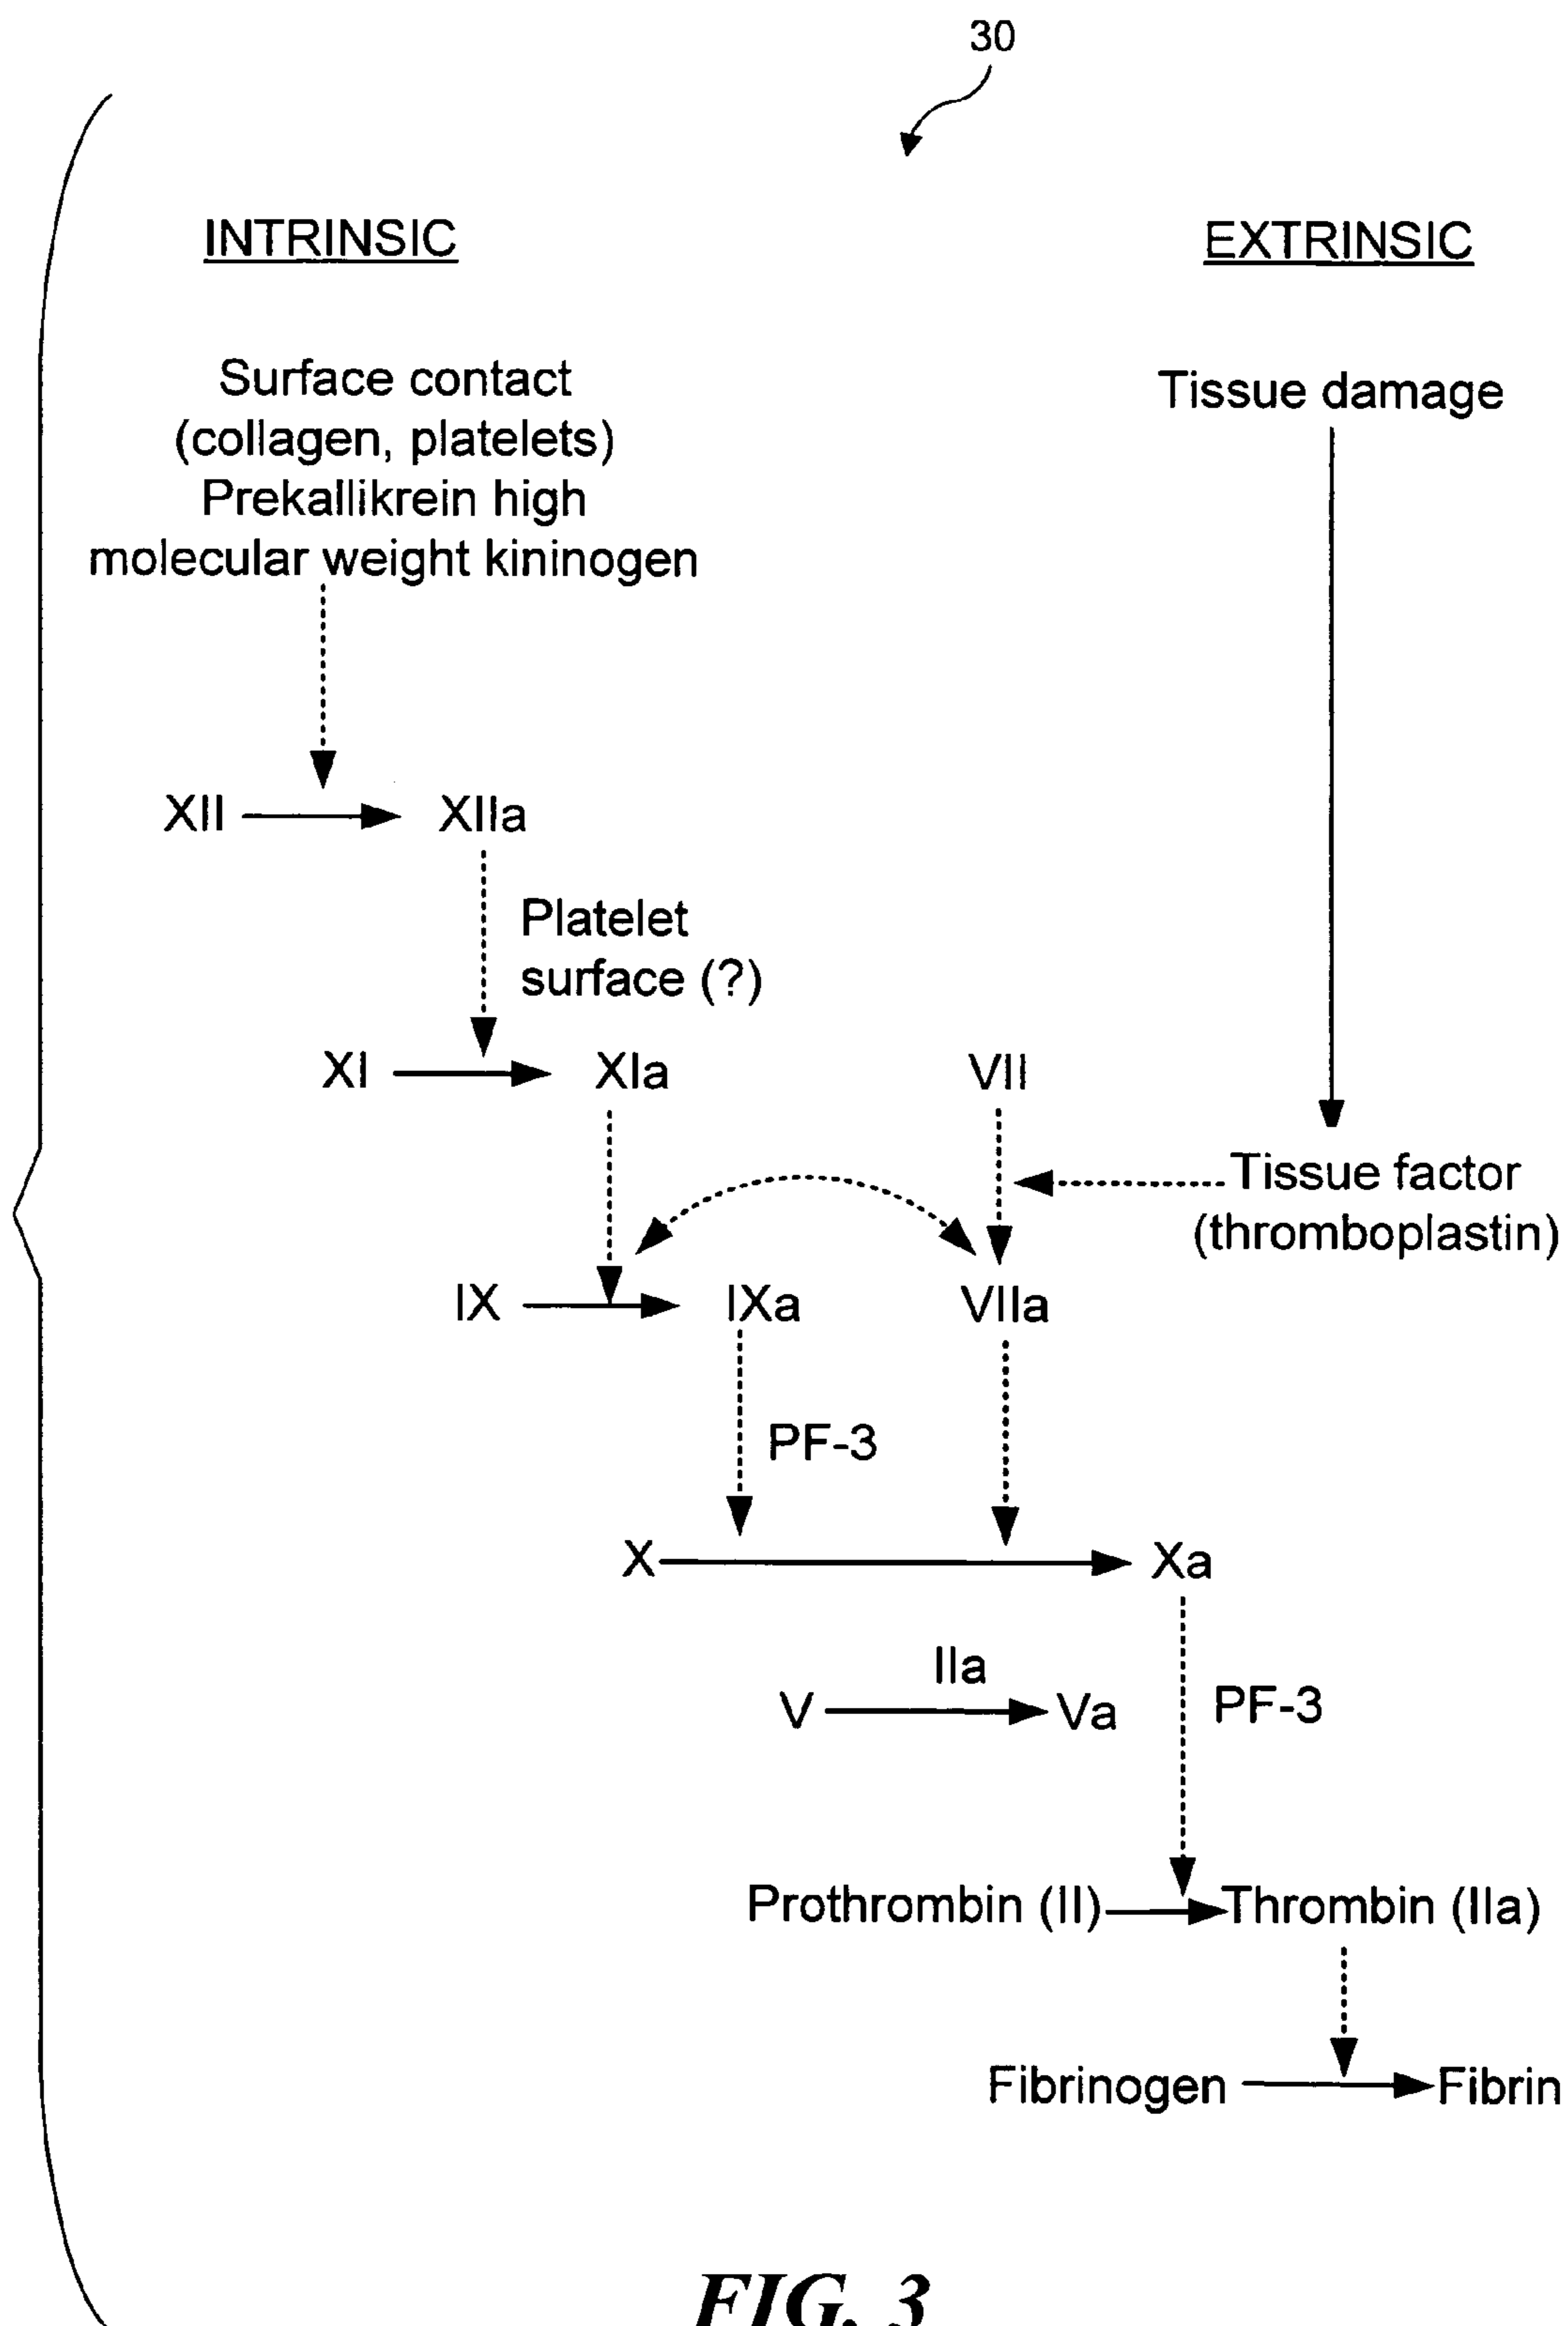 30
INTRINSIC
EXTRINSIC
Surface contact
(collagen, platelets)
Prekallikrein high
molecular weight kininogen
Tissue damage
XII
XIIa
Platelet
surface (?)
XI
XIa
VII
Tissue factor
(thromboplastin)
IX
IXa
VIIa
PF-3
X
Xa
IIa
V
Va
PF-3
Prothrombin (II)
Thrombin (IIa)
Fibrinogen
Fibrin
FIG. 3